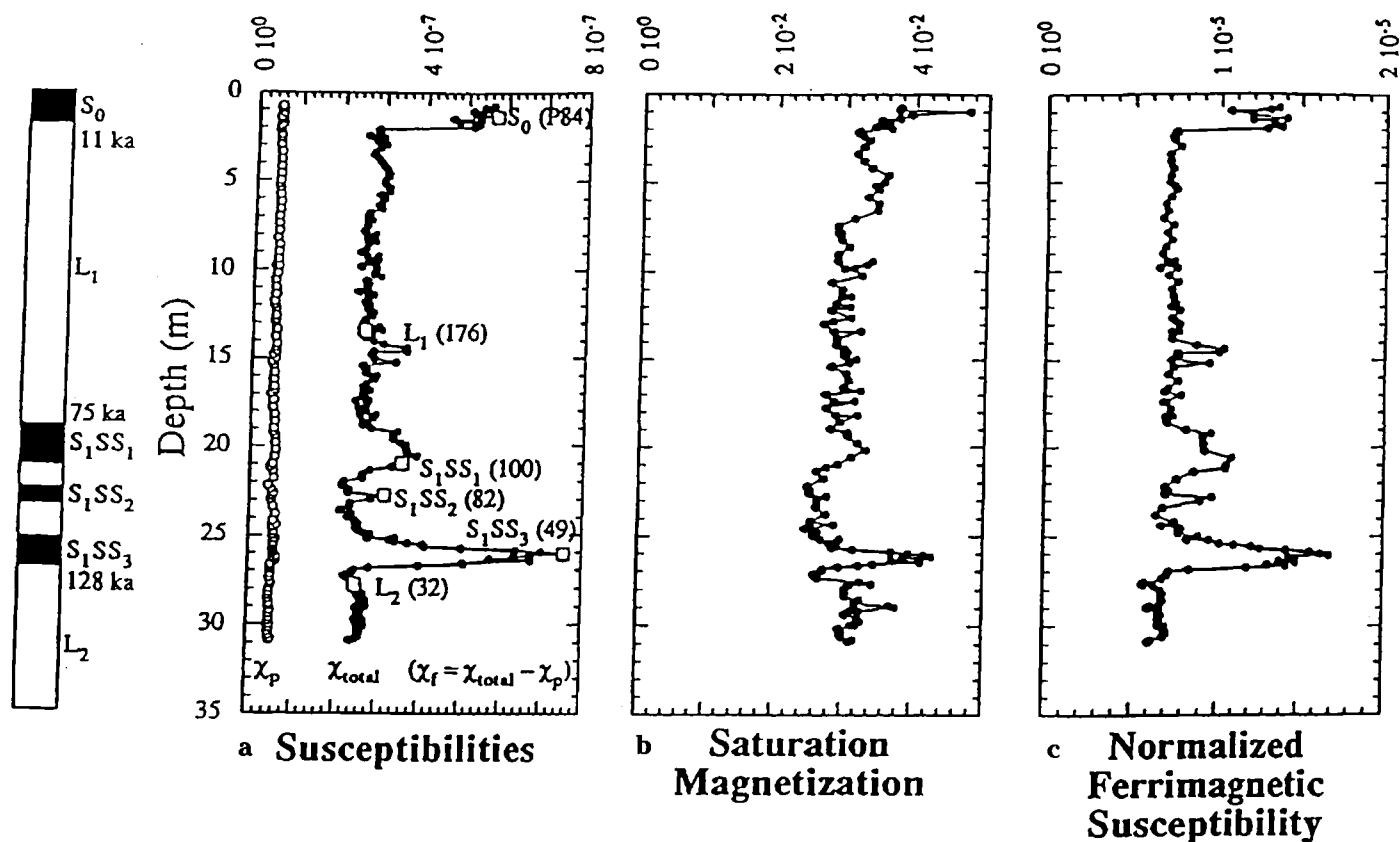 0 10⁰
4 10⁻⁷
8 10⁻⁷
0 10⁰
2 10⁻²
4 10⁻²
0 10⁰
1 10⁻⁵
2 10⁻⁵
S₀
11 ka
L₁
75 ka
S₁SS₁
S₁SS₂
S₁SS₃
128 ka
L₂
Depth (m)
0
5
10
15
20
25
30
35
S₀ (P84)
L₁ (176)
S₁SS₁ (100)
S₁SS₂ (82)
S₁SS₃ (49)
L₂ (32)
χₚ χtotal (χf = χtotal - χₚ)
a Susceptibilities
b Saturation
Magnetization
c Normalized
Ferrimagnetic
Susceptibility